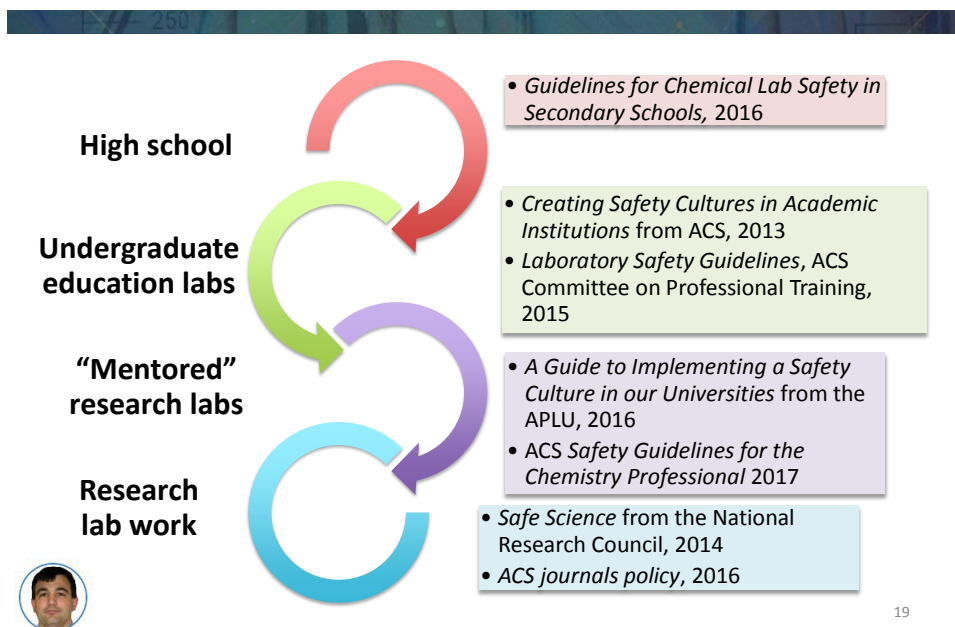 250
High school
• Guidelines for Chemical Lab Safety in
Secondary Schools, 2016
Undergraduate
education labs
• Creating Safety Cultures in Academic
Institutions from ACS, 2013
• Laboratory Safety Guidelines, ACS
Committee on Professional Training,
2015
“Mentored”
research labs
• A Guide to Implementing a Safety
Culture in our Universities from the
APLU, 2016
• ACS Safety Guidelines for the
Chemistry Professional 2017
Research
lab work
• Safe Science from the National
Research Council, 2014
• ACS journals policy, 2016
19